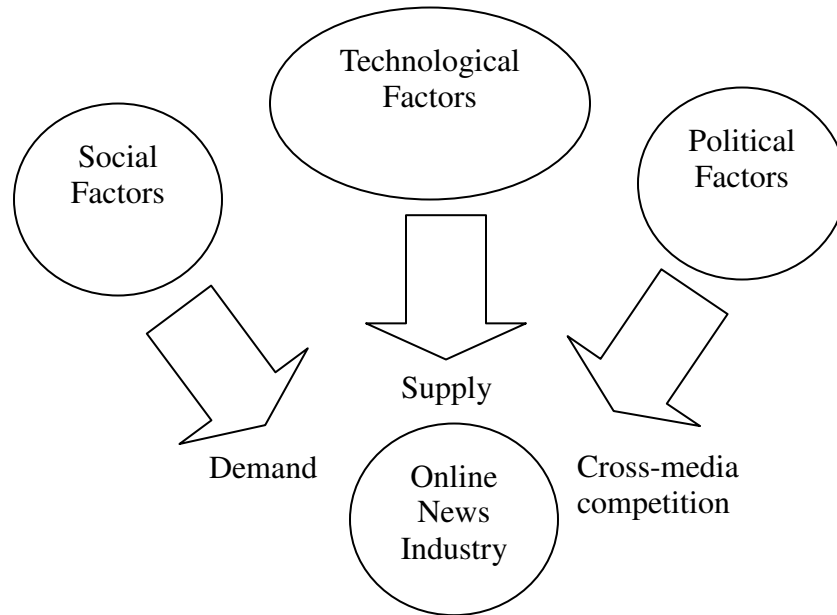 Technological
Factors
Social
Factors
Political
Factors
Supply
Demand
Online
News
Industry
Cross-media
competition